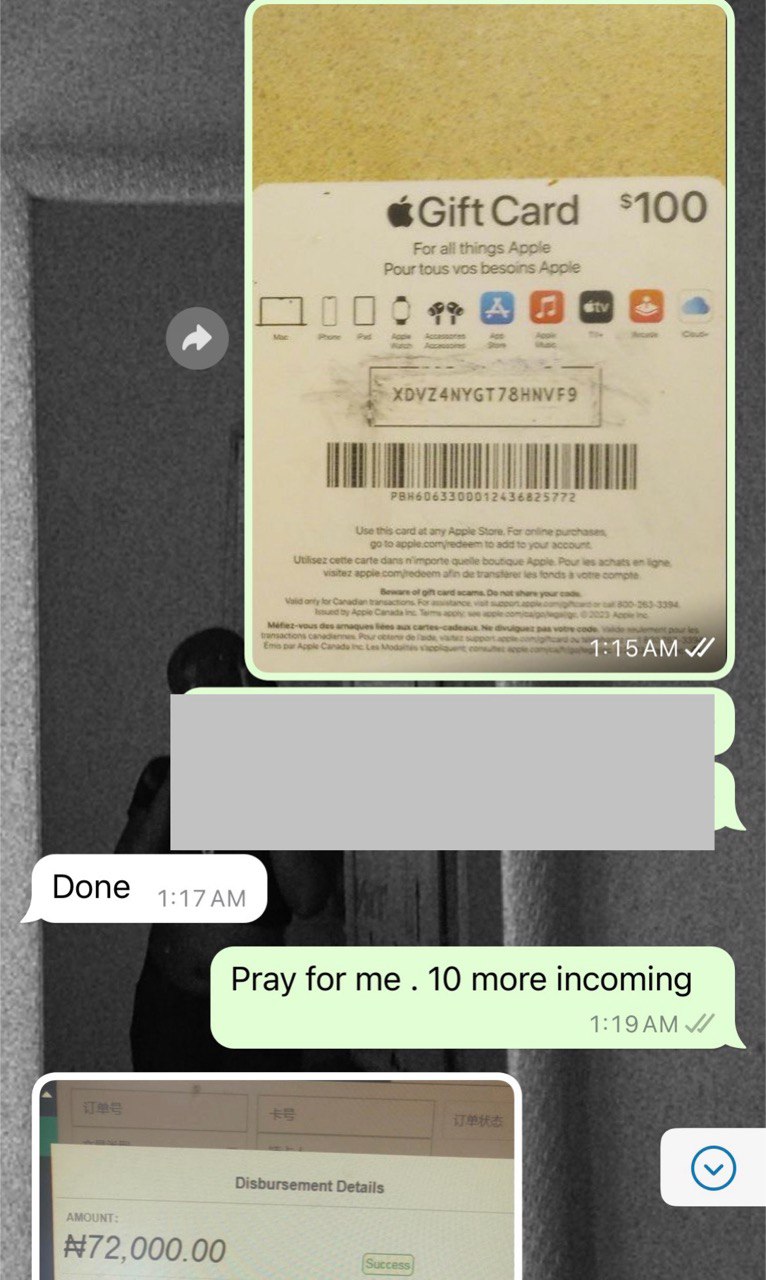 Gift Card $100
For all things Apple
Pour tous vos besoins Apple
Mac iPhone iPad Apple Watch Accessories Accessoires App Store Apple Music TV+ Arcade iCloud+
XDVZ4NYGT78HNVF9
PBH6063300012436825772
Use this card at any Apple Store. For online purchases,
go to apple.com/redeem to add to your account.
Utilisez cette carte dans n'importe quelle boutique Apple. Pour les achats en ligne,
visitez apple.com/redeem afin de transférer les fonds à votre compte.
Beware of gift card scams. Do not share your code.
Valid only for Canadian transactions. For assistance, visit support.apple.com/giftcard or call 800-263-3394.
Issued by Apple Canada Inc. Terms apply; see apple.com/ca/go/legal/gc. © 2023 Apple Inc.
Méfiez-vous des arnaques liées aux cartes-cadeaux. Ne divulguez pas votre code. Valide seulement pour les
transactions canadiennes. Pour obtenir de l'aide, visitez support.apple.com/giftcard
Émis par Apple Canada Inc. Les Modalités s'appliquent; consultez
1:15 AM
Done 1:17 AM
Pray for me . 10 more incoming
1:19 AM
订单号 卡号 订单状态
Disbursement Details
AMOUNT:
₦72,000.00
Success